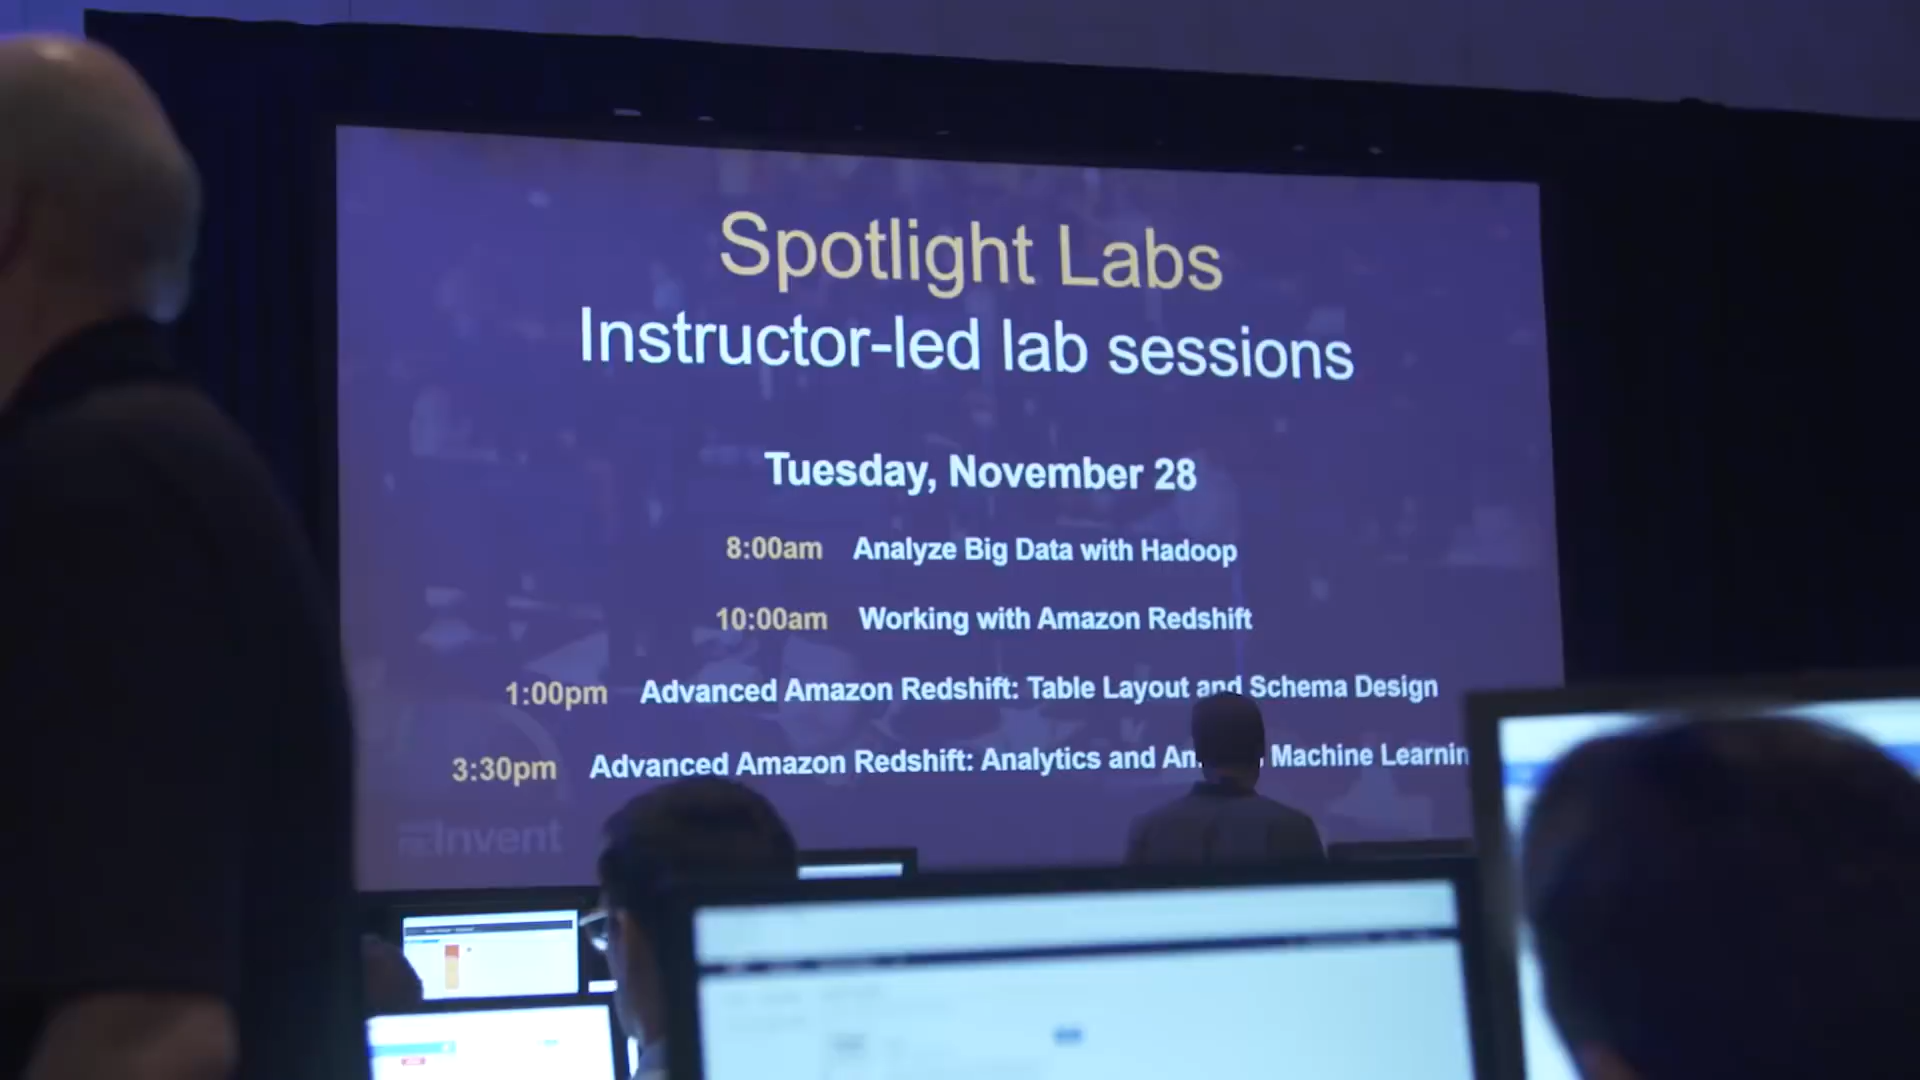 Spotlight Labs
Instructor-led lab sessions
Tuesday, November 28
8:00am Analyze Big Data with Hadoop
10:00am Working with Amazon Redshift
1:00pm Advanced Amazon Redshift: Table Layout and Schema Design
3:30pm Advanced Amazon Redshift: Analytics and Machine
Invent